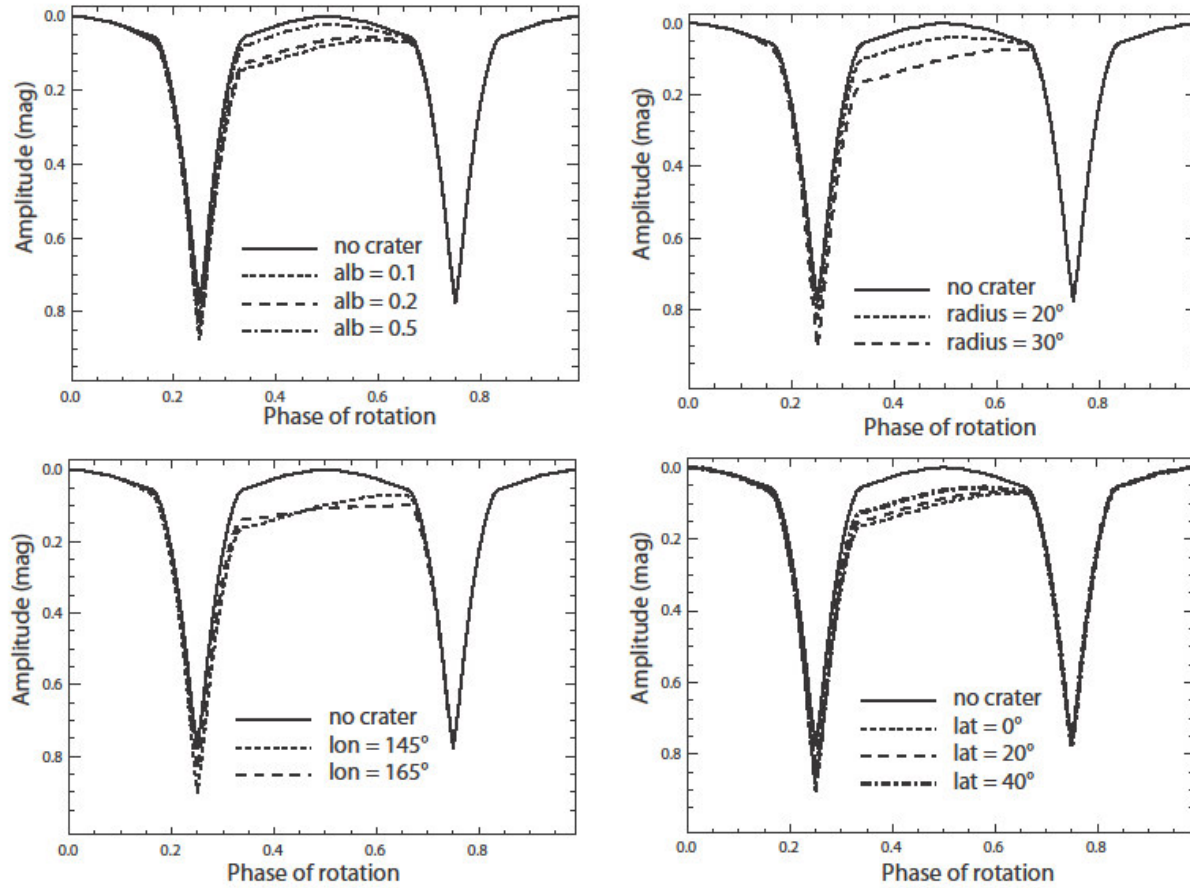 0.0
0.2
0.4
0.6
0.8
Amplitude (mag)
no crater
alb = 0.1
alb = 0.2
alb = 0.5
0.0
0.2
0.4
0.6
0.8
Phase of rotation
0.0
0.2
0.4
0.6
0.8
Amplitude (mag)
no crater
radius = 20°
radius = 30°
0.0
0.2
0.4
0.6
0.8
Phase of rotation
0.0
0.2
0.4
0.6
0.8
Amplitude (mag)
no crater
lon = 145°
lon = 165°
0.0
0.2
0.4
0.6
0.8
Phase of rotation
0.0
0.2
0.4
0.6
0.8
Amplitude (mag)
no crater
lat = 0°
lat = 20°
lat = 40°
0.0
0.2
0.4
0.6
0.8
Phase of rotation